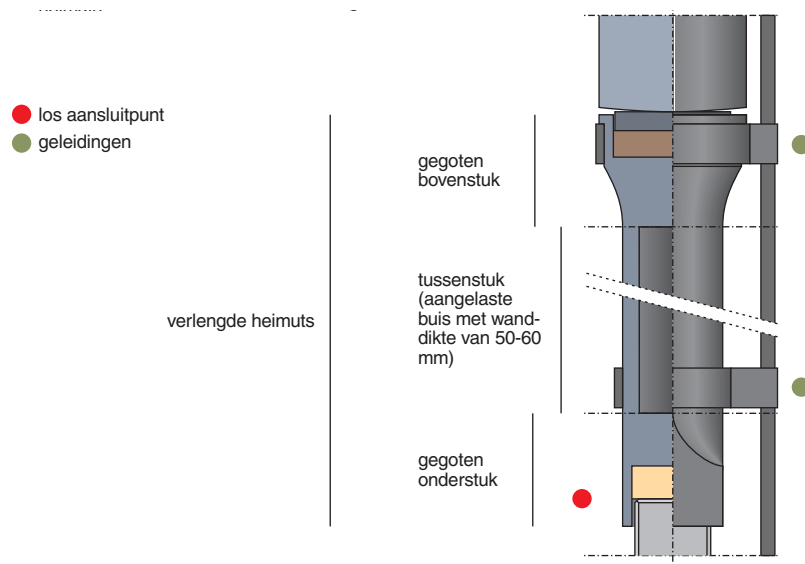 los aansluitpunt
geleidingen
gegoten
bovenstuk
tussenstuk
(aangelaste
buis met wand-
dikte van 50-60
mm)
verlengde heimuts
gegoten
onderstuk